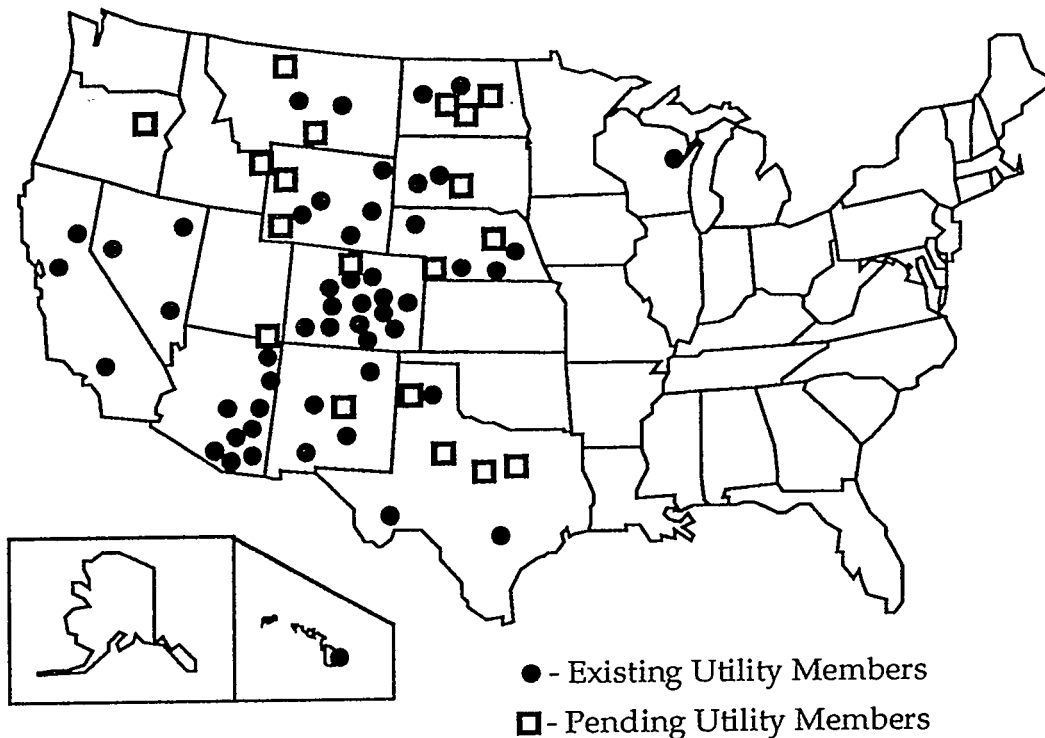 ● - Existing Utility Members
□ - Pending Utility Members